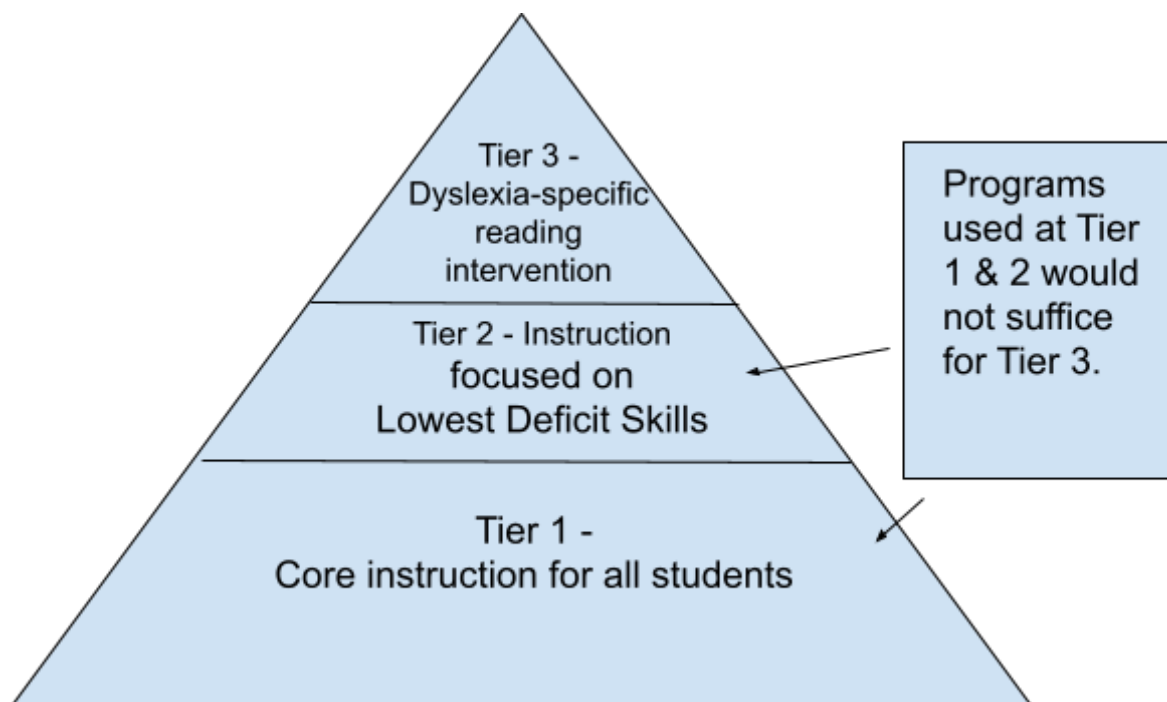 Tier 3 -
Dyslexia-specific
reading
intervention
Tier 2 - Instruction
focused on
Lowest Deficit Skills
Tier 1 -
Core instruction for all students
Programs
used at Tier
1 & 2 would
not suffice
for Tier 3.